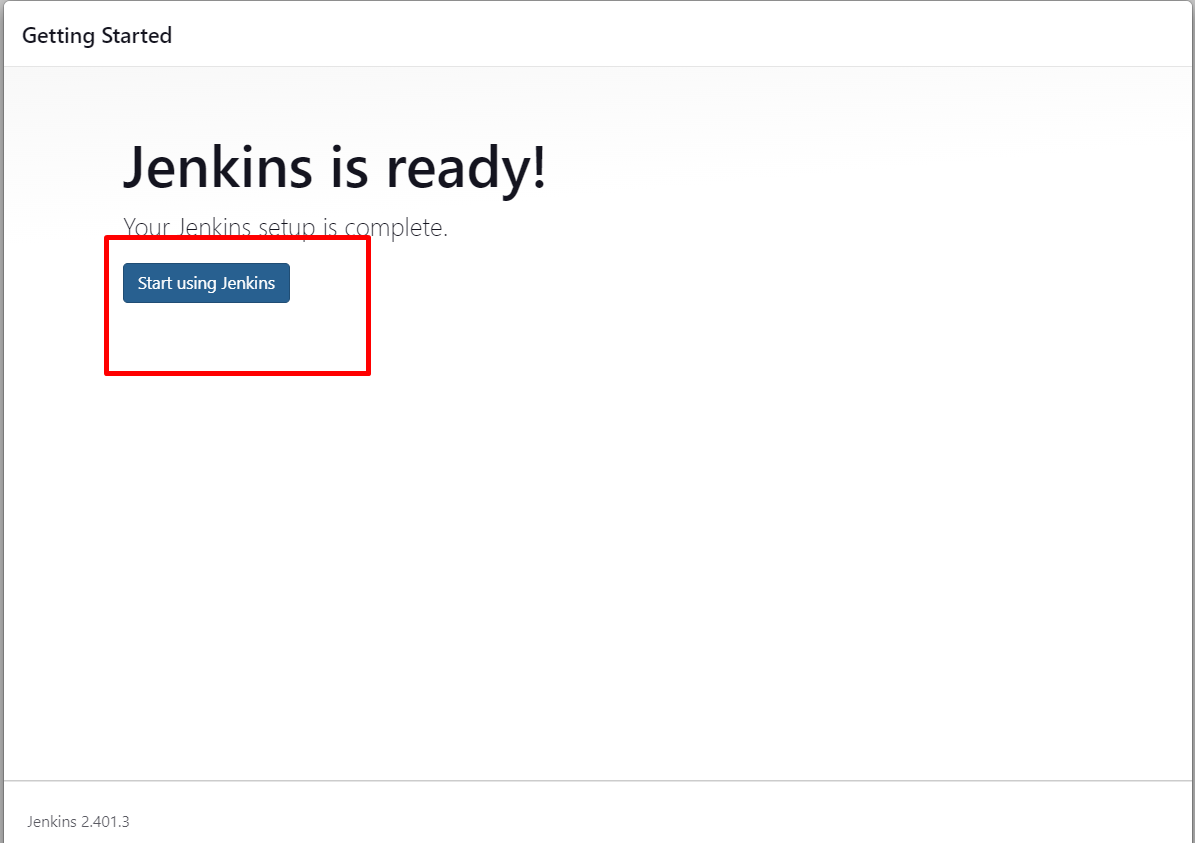 Getting Started
Jenkins is ready!
Your Jenkins setup is complete.
Start using Jenkins
Jenkins 2.401.3